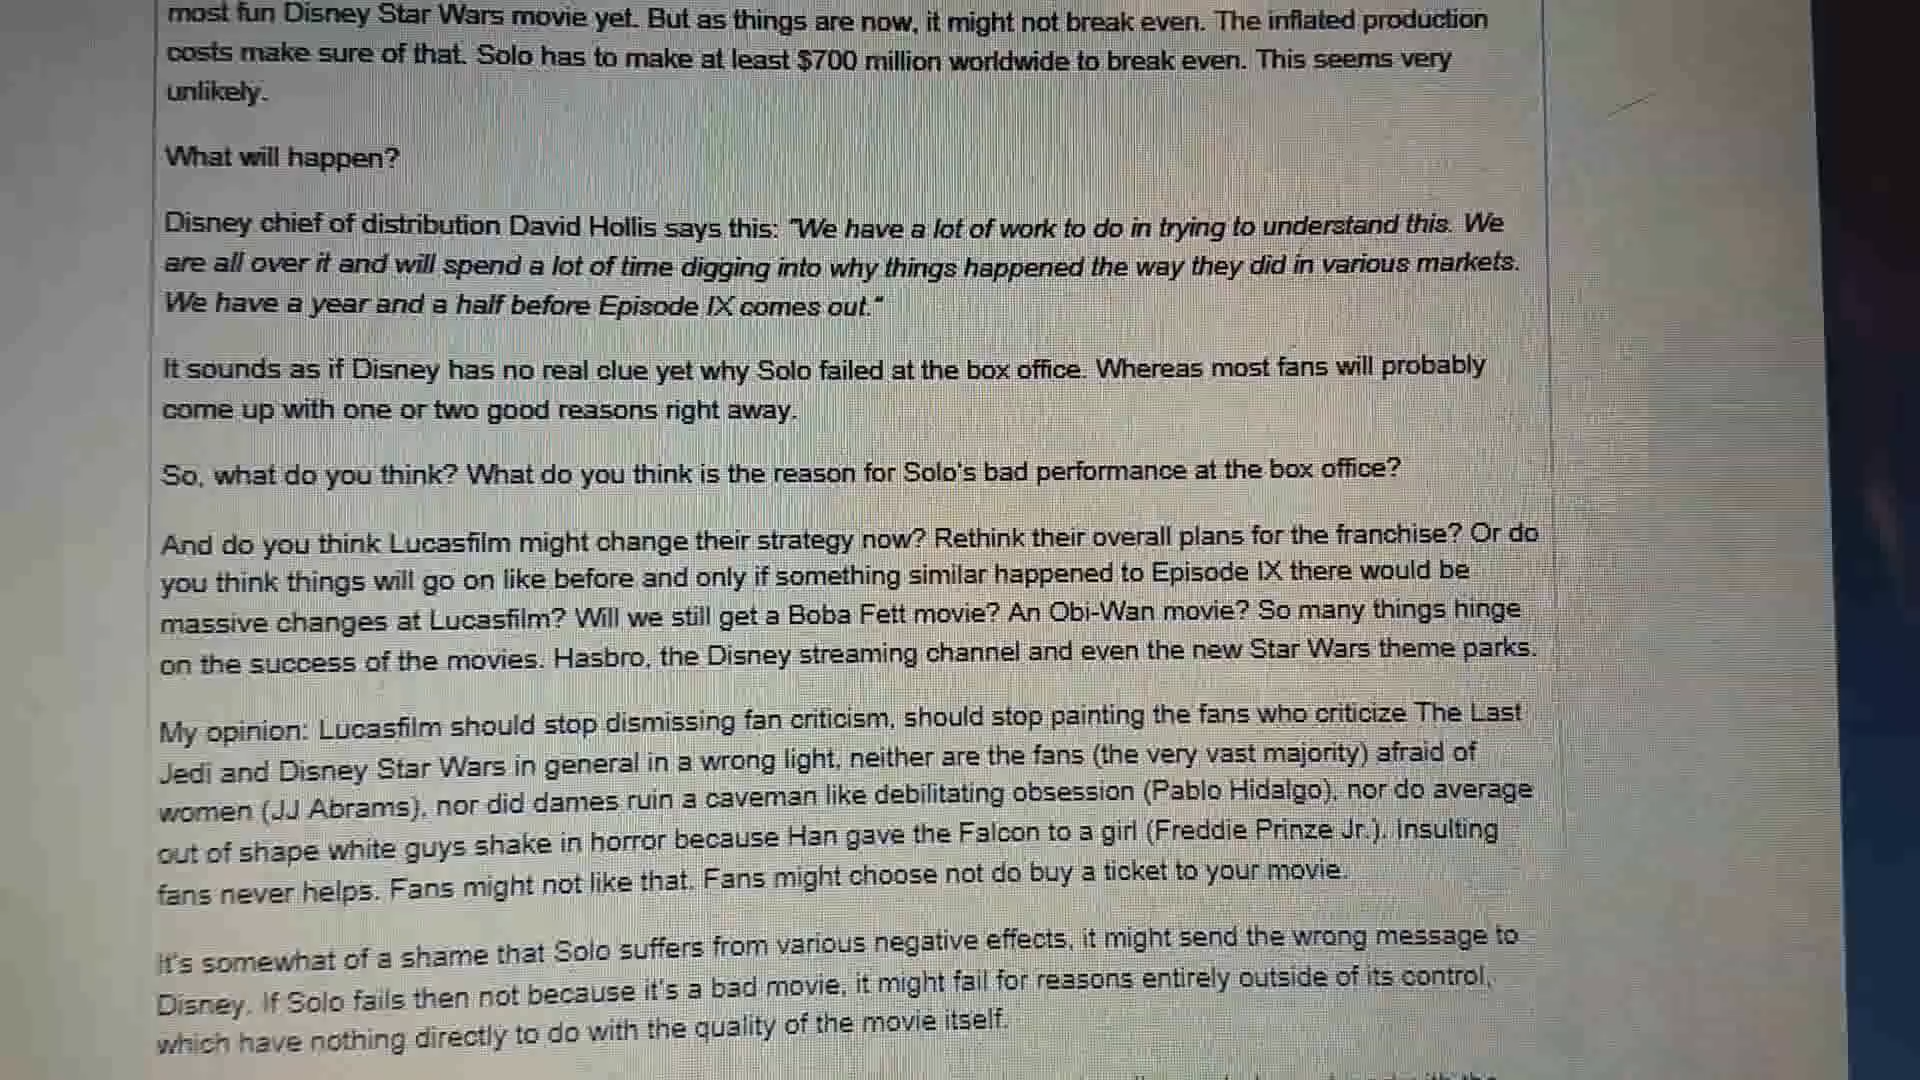 most fun Disney Star Wars movie yet. But as things are now, it might not break even. The inflated production
costs make sure of that. Solo has to make at least $700 million worldwide to break even. This seems very
unlikely.
What will happen?
Disney chief of distribution David Hollis says this: "We have a lot of work to do in trying to understand this. We
are all over it and will spend a lot of time digging into why things happened the way they did in various markets.
We have a year and a half before Episode IX comes out."
It sounds as if Disney has no real clue yet why Solo failed at the box office. Whereas most fans will probably
come up with one or two good reasons right away.
So, what do you think? What do you think is the reason for Solo's bad performance at the box office?
And do you think Lucasfilm might change their strategy now? Rethink their overall plans for the franchise? Or do
you think things will go on like before and only if something similar happened to Episode IX there would be
massive changes at Lucasfilm? Will we still get a Boba Fett movie? An Obi-Wan movie? So many things hinge
on the success of the movies. Hasbro, the Disney streaming channel and even the new Star Wars theme parks.
My opinion: Lucasfilm should stop dismissing fan criticism, should stop painting the fans who criticize The Last
Jedi and Disney Star Wars in general in a wrong light, neither are the fans (the very vast majority) afraid of
women (JJ Abrams), nor did dames ruin a caveman like debilitating obsession (Pablo Hidalgo), nor do average
out of shape white guys shake in horror because Han gave the Falcon to a girl (Freddie Prinze Jr.). Insulting
fans never helps. Fans might not like that. Fans might choose not do buy a ticket to your movie.
It's somewhat of a shame that Solo suffers from various negative effects, it might send the wrong message to
Disney. If Solo fails then not because it's a bad movie, it might fail for reasons entirely outside of its control,
which have nothing directly to do with the quality of the movie itself.